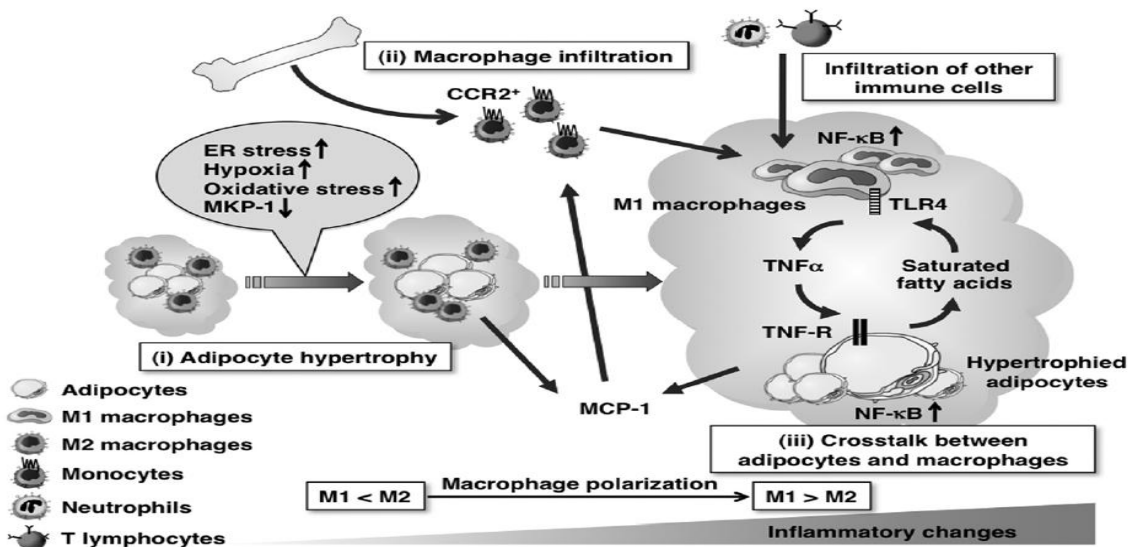 (ii) Macrophage infiltration
CCR2+
Infiltration of other
immune cells
ER stress↑
Hypoxia↑
Oxidative stress↑
MKP-1↓
NF-κB↑
M1 macrophages
TLR4
TNFα
Saturated
fatty acids
TNF-R
(i) Adipocyte hypertrophy
Hypertrophied
adipocytes
MCP-1
NF-κB↑
(iii) Crosstalk between
adipocytes and macrophages
Adipocytes
M1 macrophages
M2 macrophages
Monocytes
Neutrophils
T lymphocytes
M1 < M2
Macrophage polarization
M1 > M2
Inflammatory changes